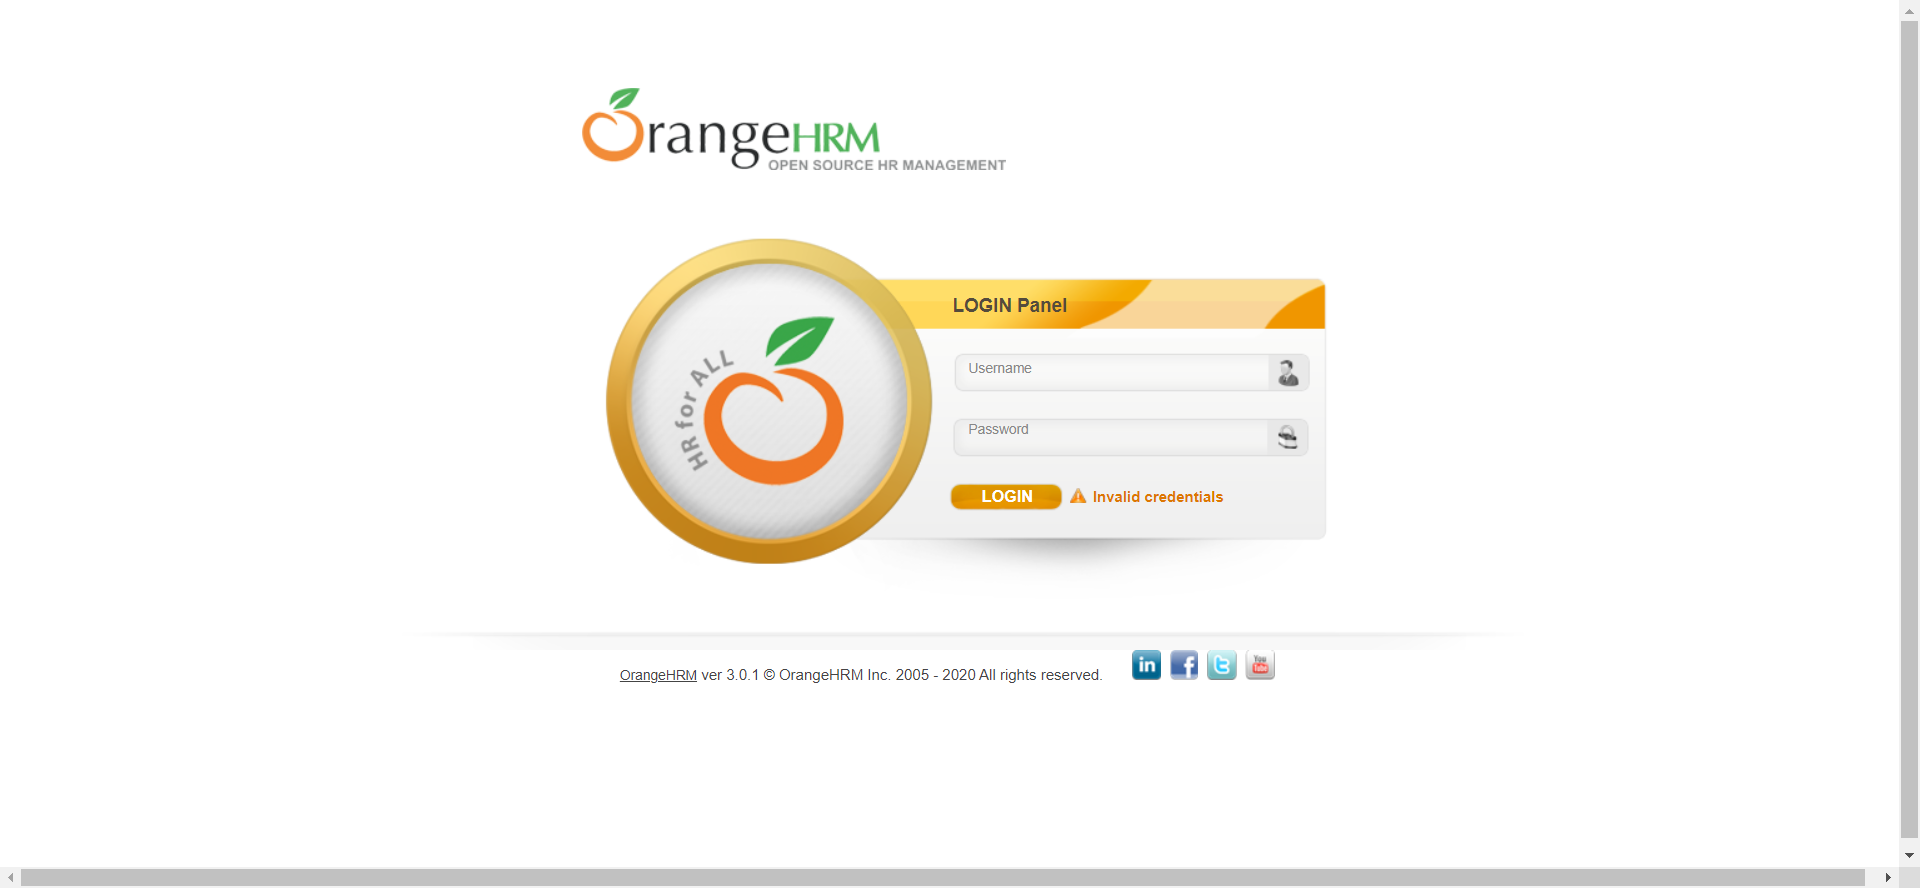 OrangeHRM
OPEN SOURCE HR MANAGEMENT
HR for ALL
LOGIN Panel
Username
Password
LOGIN Invalid credentials
OrangeHRM ver 3.0.1 © OrangeHRM Inc. 2005 - 2020 All rights reserved.
in f t You Tube